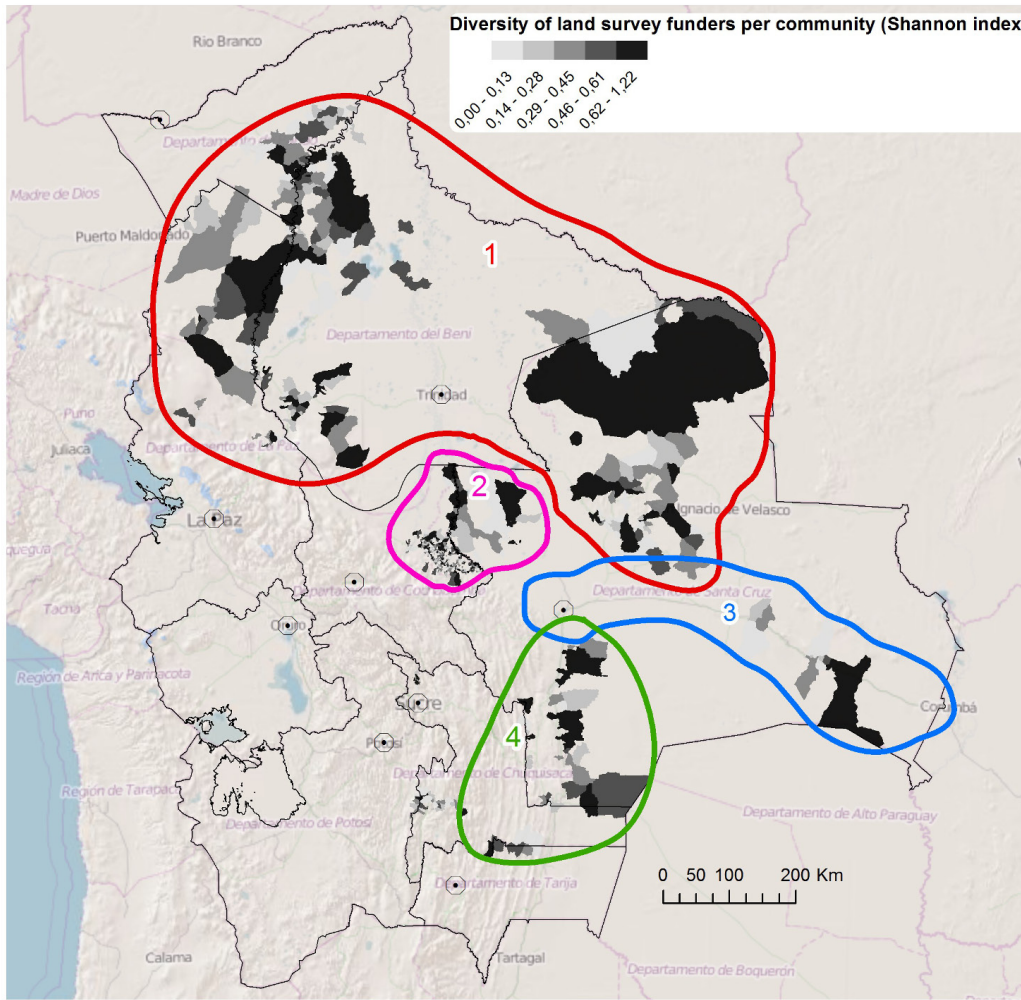 Diversity of land survey funders per community (Shannon index
0,00 - 0,13
0,14 - 0,28
0,29 - 0,45
0,46 - 0,61
0,62 - 1,22
Rio Branco
Madre de Dios
Puerto Maldonado
1
Departamento del Beni
Trinidad
Puno
Juliaca
Departamento de La Paz
2
La Paz
Ignacio de Velasco
Tacna
Departamento de Santa Cruz
3
Oruro
Región de Arica y Parinacota
Sucre
Corumbá
4
Potosí
Departamento de Chuquisaca
Región de Tarapacá
Departamento de Potosí
Departamento de Alto Paraguay
0 50 100 200 Km
Departamento de Tarija
Calama
Tartagal
Departamento de Boquerón